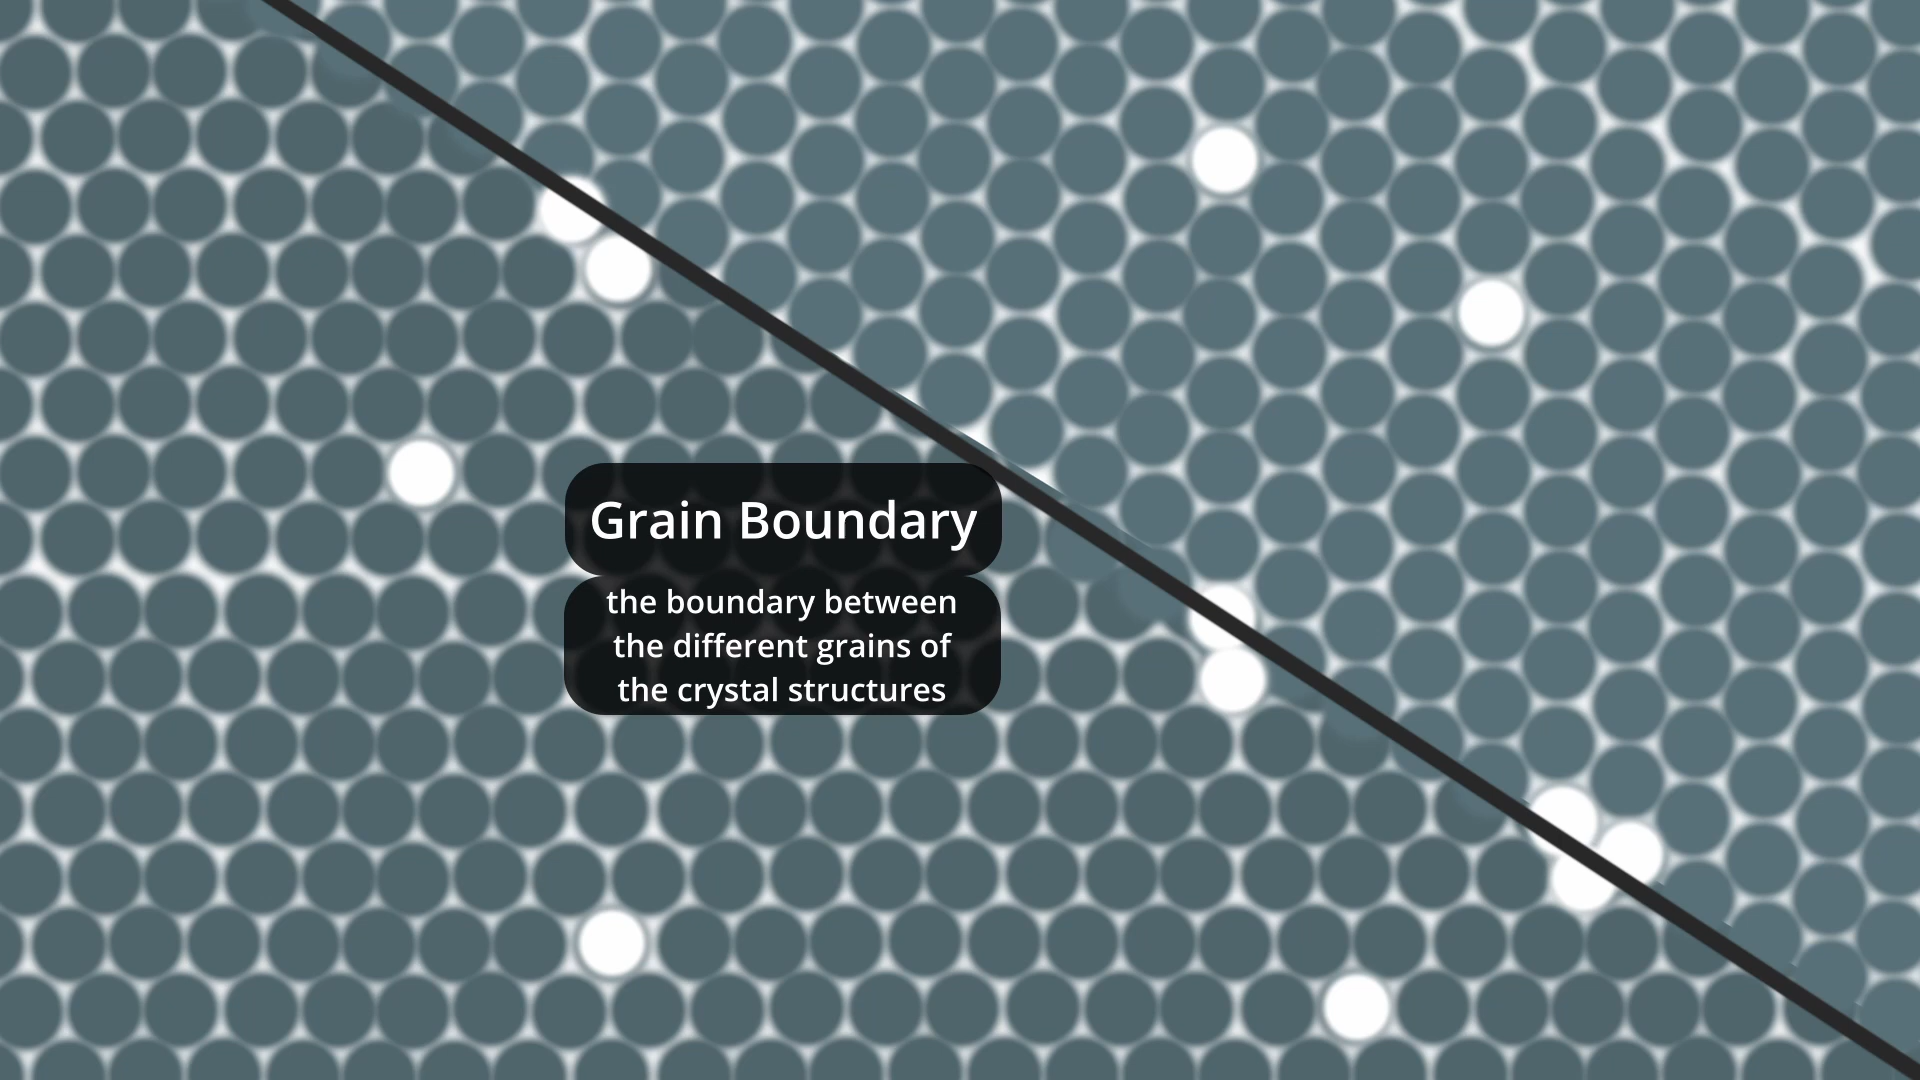 Grain Boundary
the boundary between
the different grains of
the crystal structures